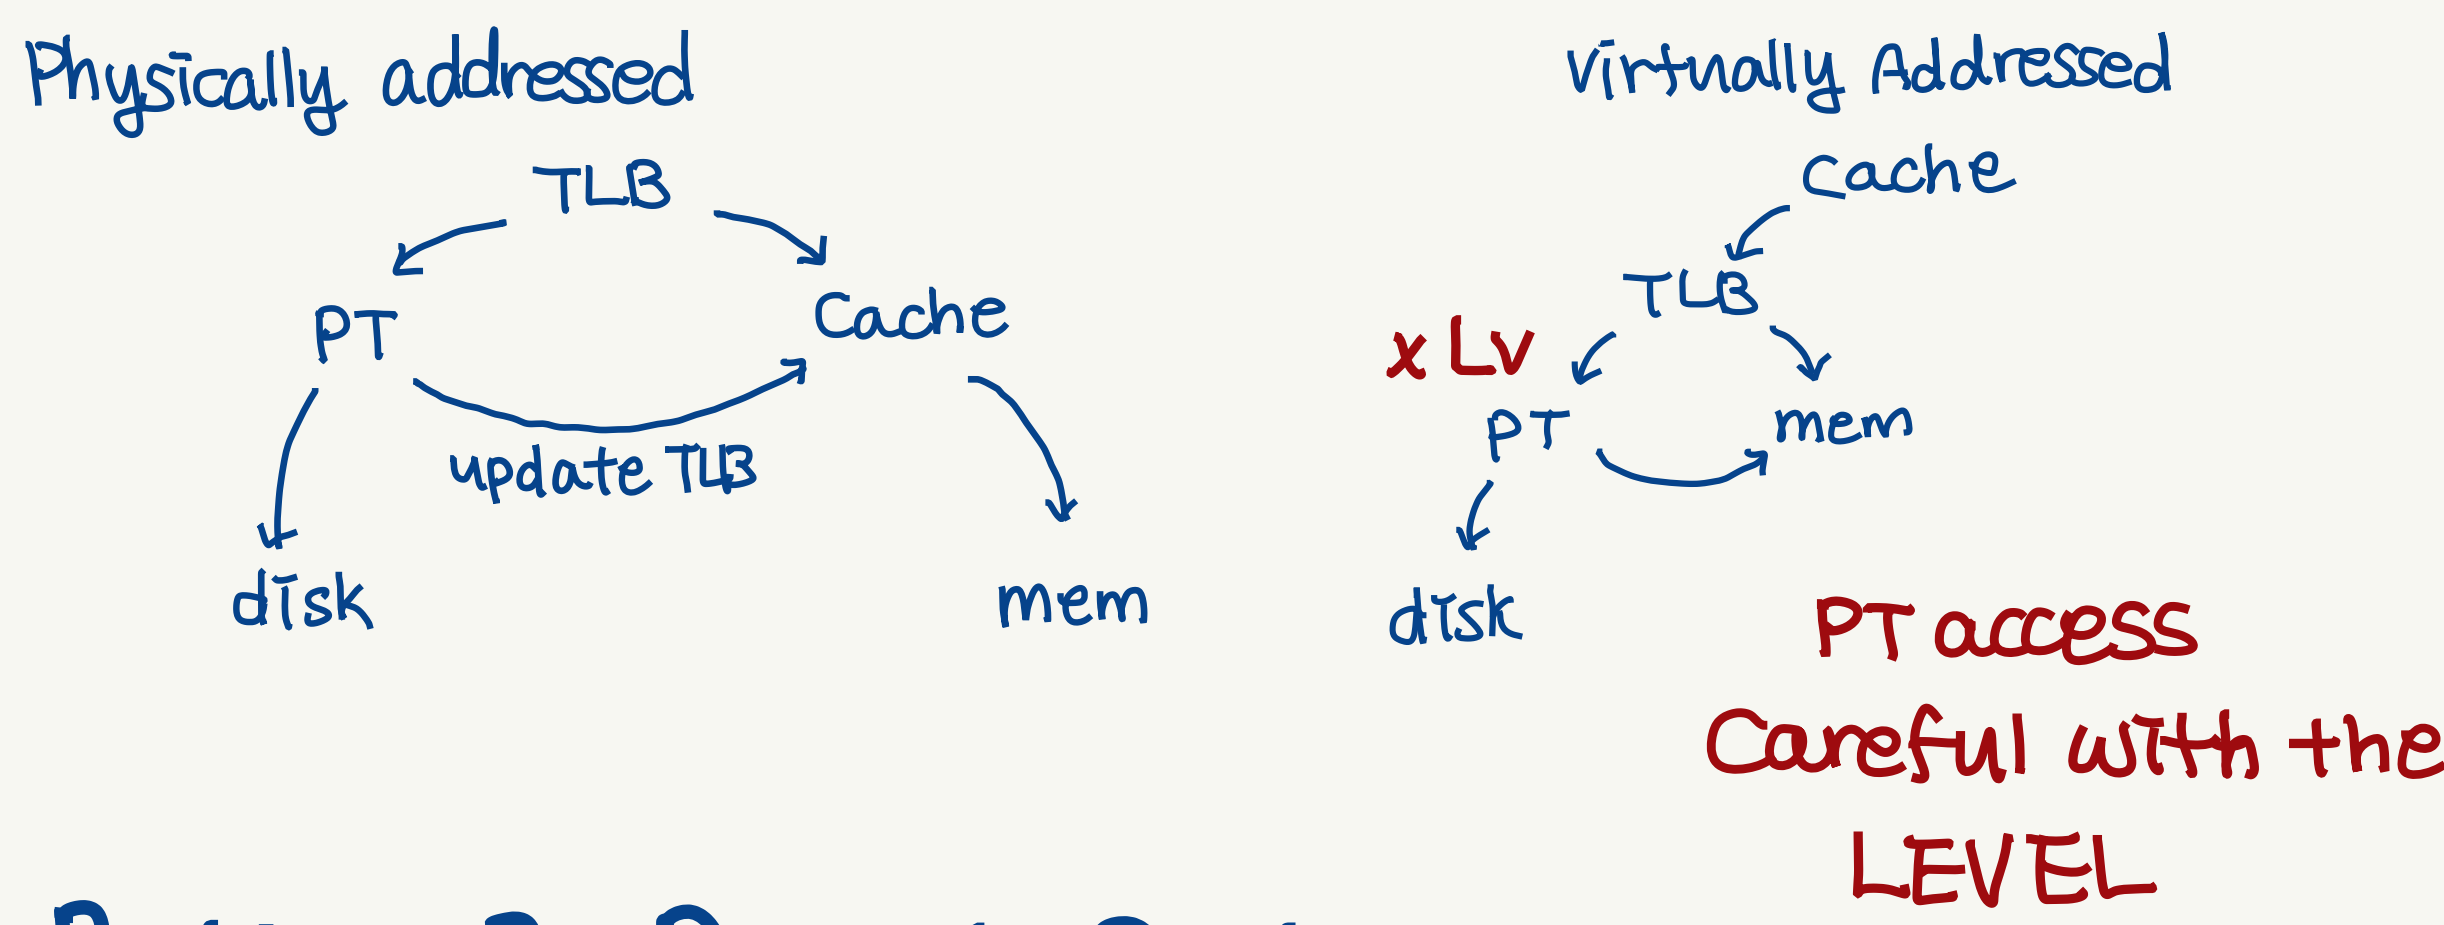 Physically addressed
TLB
PT
Cache
update TLB
disk
mem
Virtually Addressed
Cache
TLB
x Lv
PT
mem
disk
PT access
Careful with the
LEVEL